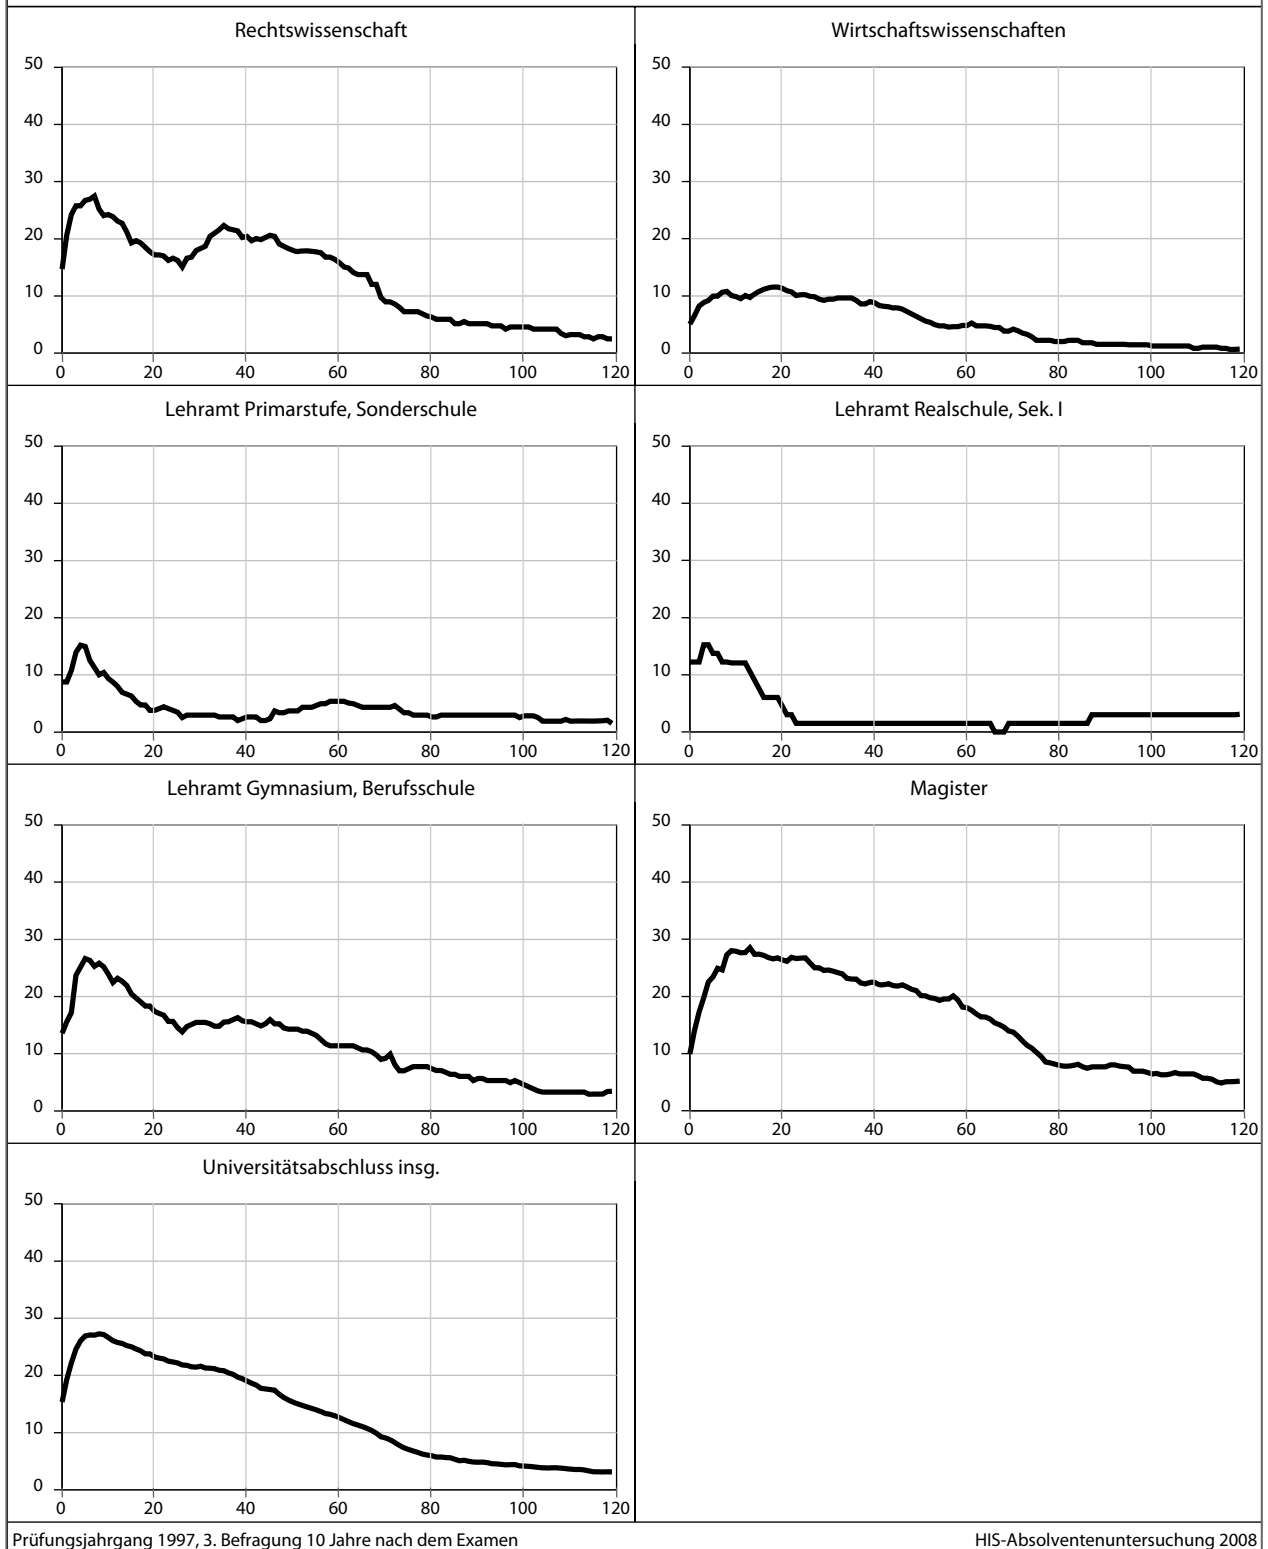 Rechtswissenschaft
50
40
30
20
10
0
0 20 40 60 80 100 120
Wirtschaftswissenschaften
50
40
30
20
10
0
0 20 40 60 80 100 120
Lehramt Primarstufe, Sonderschule
50
40
30
20
10
0
0 20 40 60 80 100 120
Lehramt Realschule, Sek. I
50
40
30
20
10
0
0 20 40 60 80 100 120
Lehramt Gymnasium, Berufsschule
50
40
30
20
10
0
0 20 40 60 80 100 120
Magister
50
40
30
20
10
0
0 20 40 60 80 100 120
Universitätsabschluss insg.
50
40
30
20
10
0
0 20 40 60 80 100 120
Prüfungsjahrgang 1997, 3. Befragung 10 Jahre nach dem Examen
HIS-Absolventenuntersuchung 2008